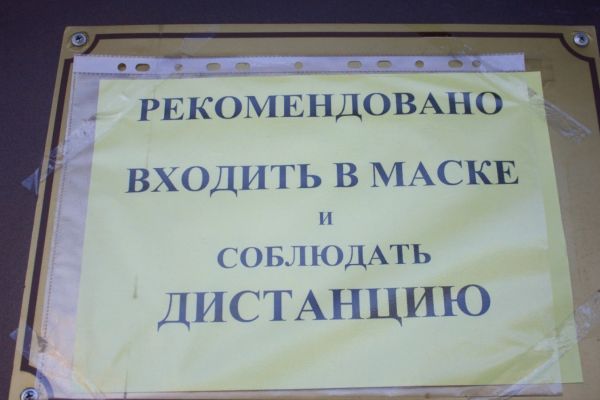 РЕКОМЕНДОВАНО
ВХОДИТЬ В МАСКЕ
И
СОБЛЮДАТЬ
ДИСТАНЦИЮ